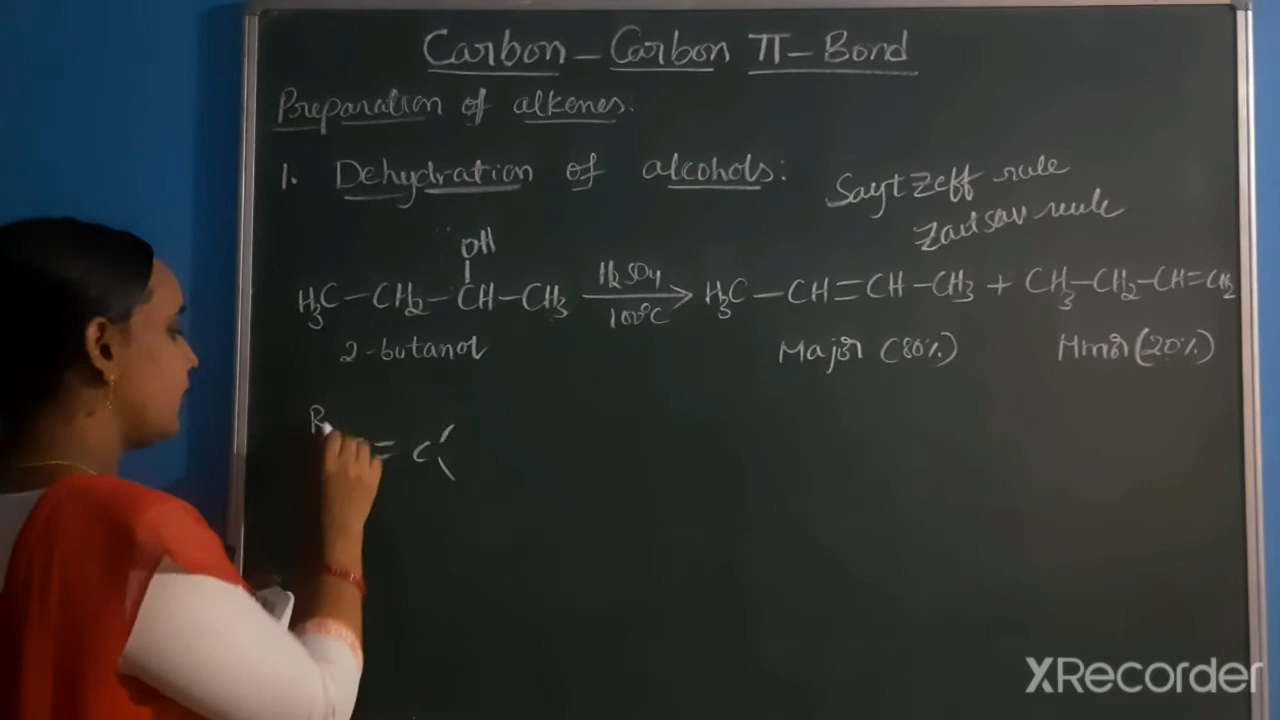 Carbon - Carbon π - Bond
Preparation of alkenes.
1. Dehydration of alcohols:
Saytzeff rule
Zaitsav rule
OH
H3C - CH2 - CH - CH3 H2SO4 100°C → H3C - CH = CH - CH3 + CH3 - CH2 - CH = CH2
2-butanol Major (80%) Minor (20%)
R
= C
XRecorder